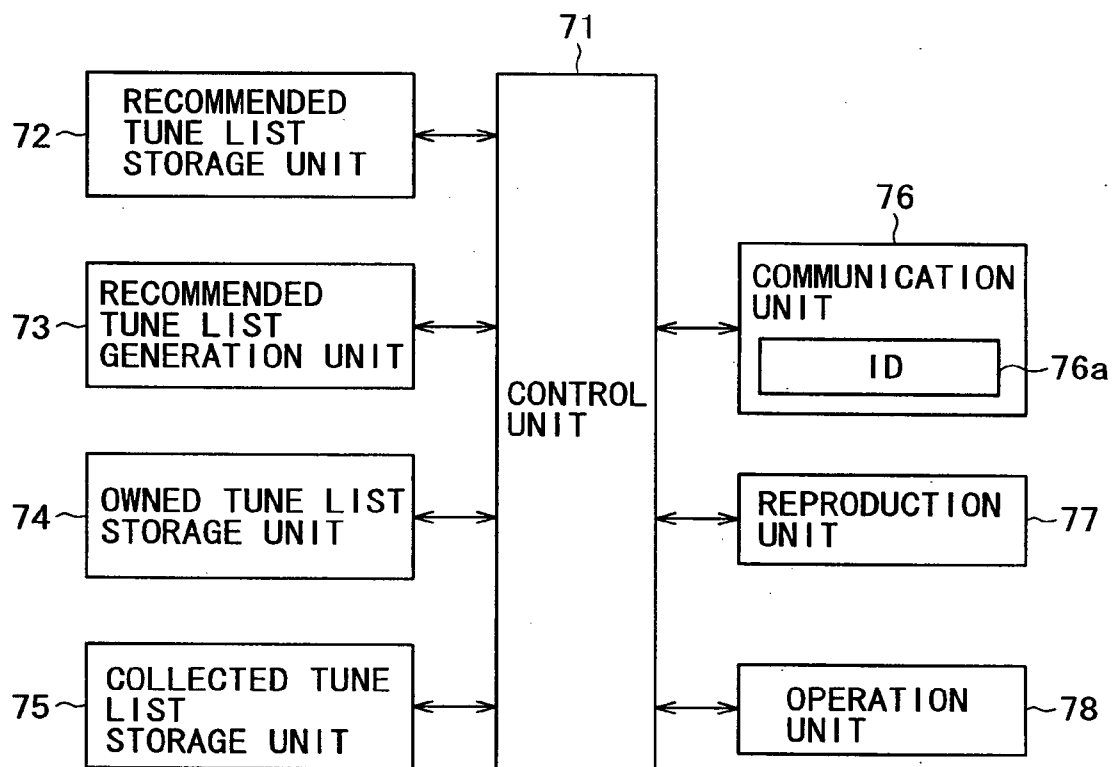 71
72
RECOMMENDED
TUNE LIST
STORAGE UNIT
73
RECOMMENDED
TUNE LIST
GENERATION UNIT
74
OWNED TUNE LIST
STORAGE UNIT
75
COLLECTED TUNE
LIST
STORAGE UNIT
CONTROL
UNIT
76
COMMUNICATION
UNIT
ID
76a
REPRODUCTION
UNIT
77
OPERATION
UNIT
78